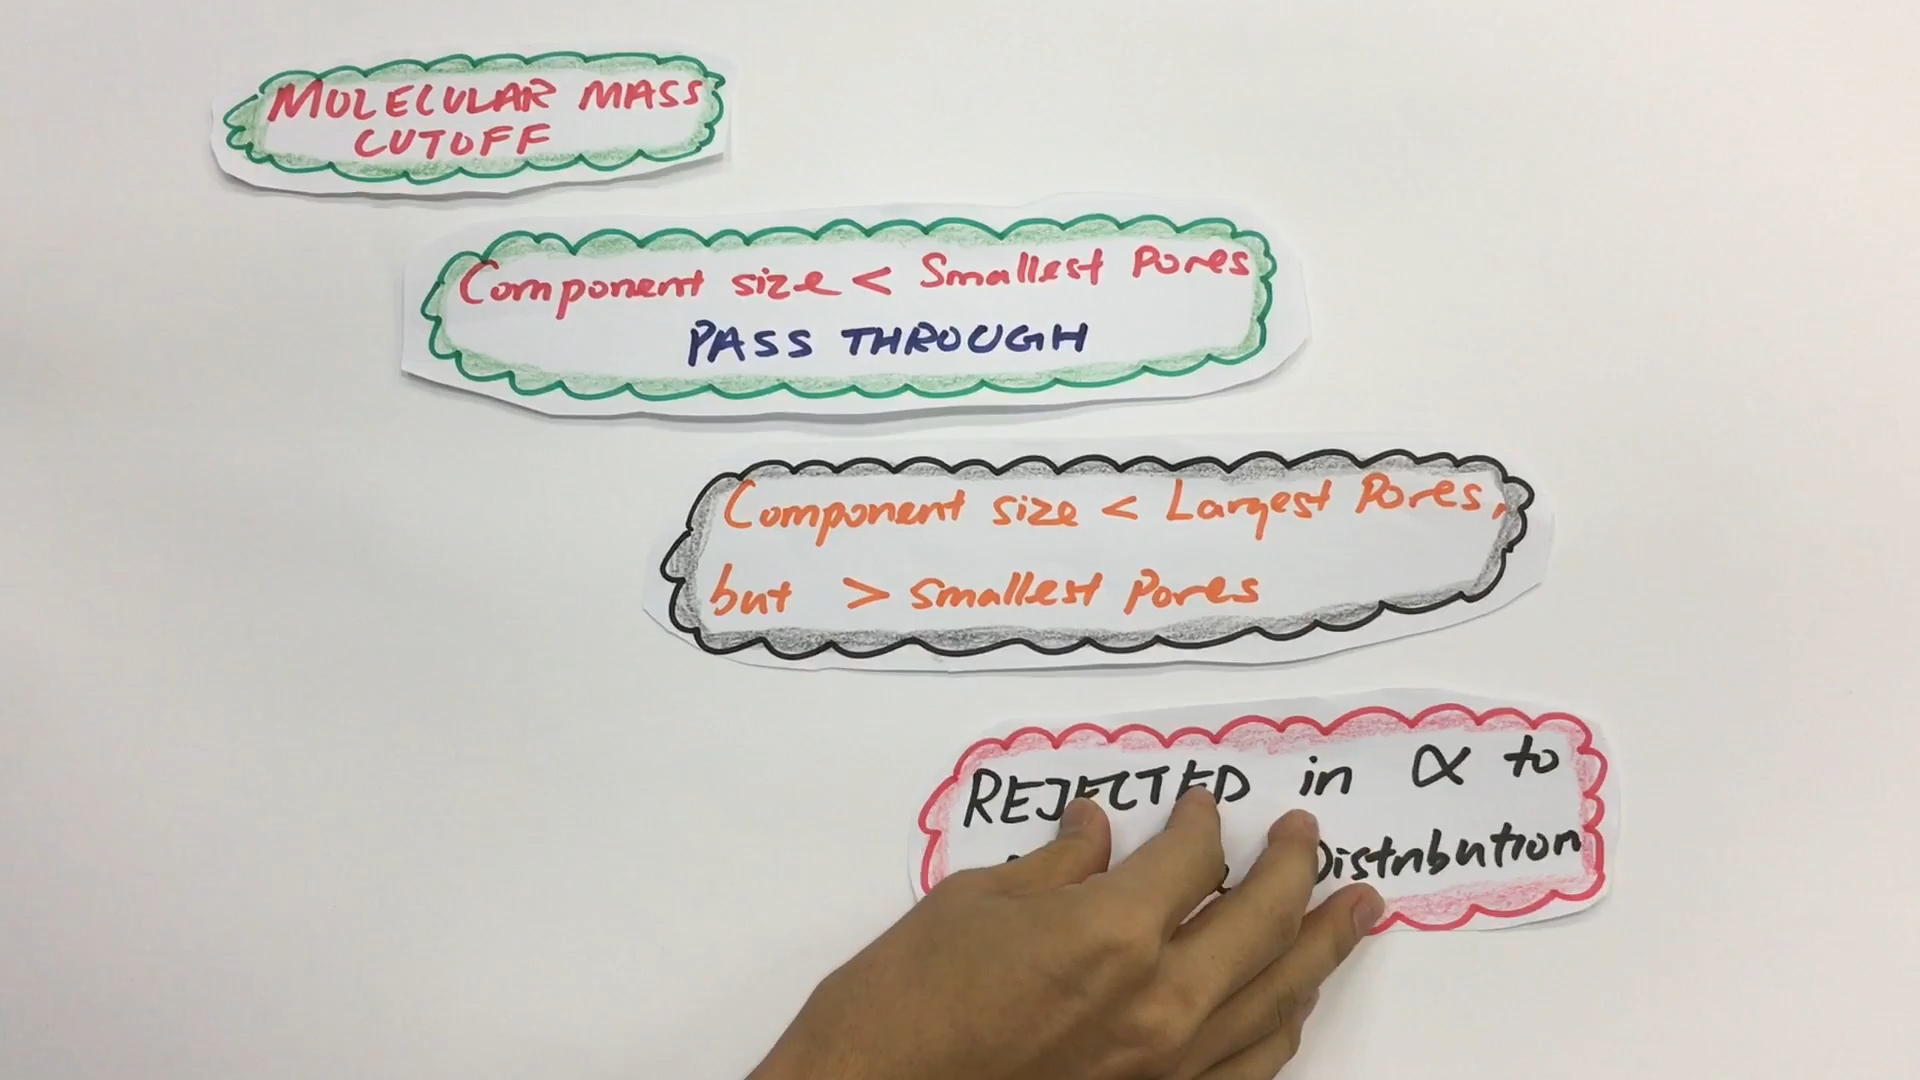 MOLECULAR MASS
CUTOFF
Component size < Smallest Pores
PASS THROUGH
Component size < Largest Pores,
but > smallest Pores
REJECTED in α to
Distribution